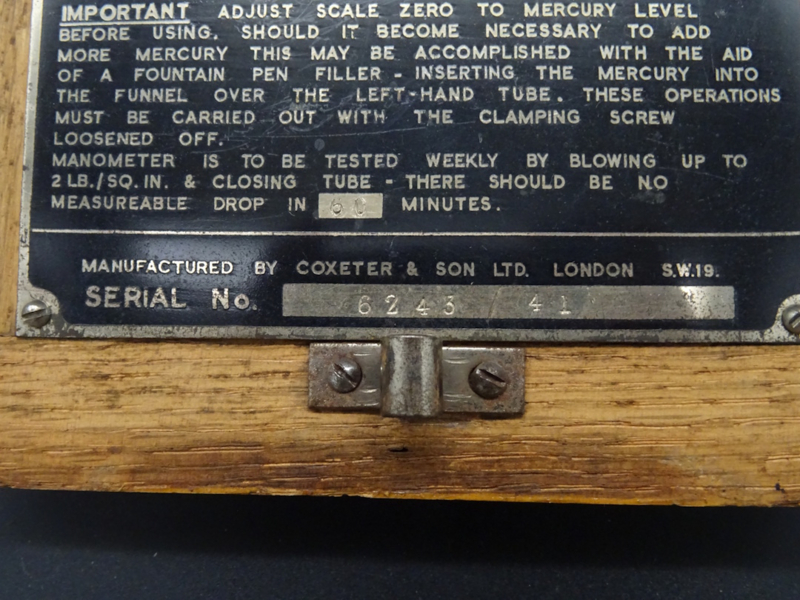 IMPORTANT ADJUST SCALE ZERO TO MERCURY LEVEL
BEFORE USING. SHOULD IT BECOME NECESSARY TO ADD
MORE MERCURY THIS MAY BE ACCOMPLISHED WITH THE AID
OF A FOUNTAIN PEN FILLER - INSERTING THE MERCURY INTO
THE FUNNEL OVER THE LEFT-HAND TUBE. THESE OPERATIONS
MUST BE CARRIED OUT WITH THE CLAMPING SCREW
LOOSENED OFF.
MANOMETER IS TO BE TESTED WEEKLY BY BLOWING UP TO
2 LB./SQ. IN. & CLOSING TUBE - THERE SHOULD BE NO
MEASUREABLE DROP IN 60 MINUTES.
MANUFACTURED BY COXETER & SON LTD. LONDON S.W.19.
SERIAL No. 6243 / 41